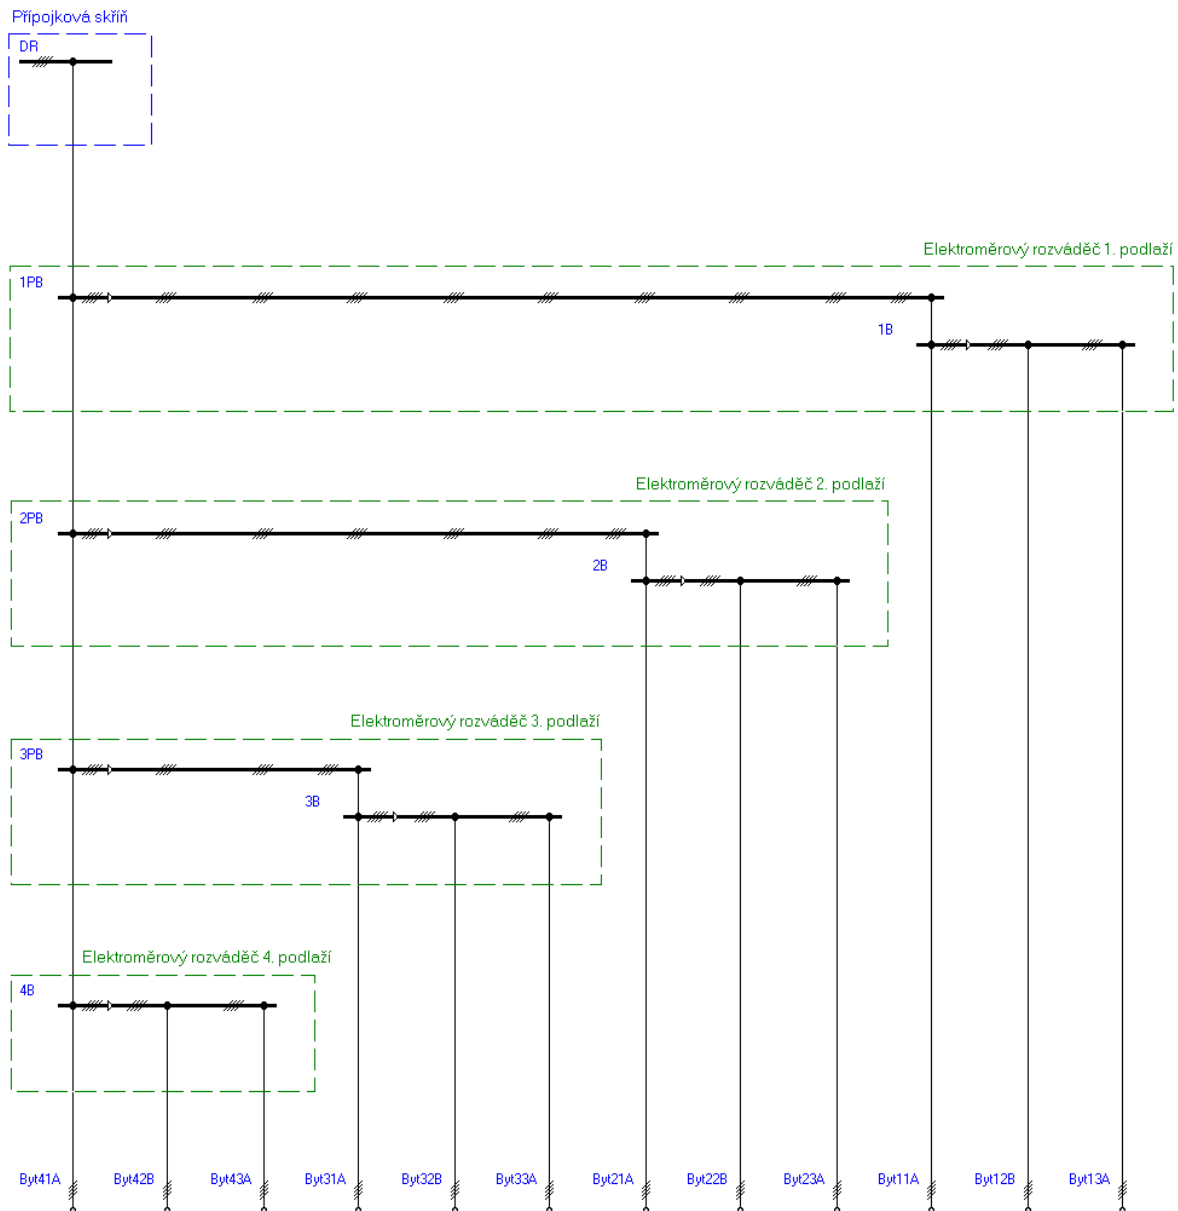 Přípojková skříň
DR
Elektroměrový rozváděč 1. podlaží
1PB
1B
Elektroměrový rozváděč 2. podlaží
2PB
2B
Elektroměrový rozváděč 3. podlaží
3PB
3B
Elektroměrový rozváděč 4. podlaží
4B
Byt41A Byt42B Byt43A Byt31A Byt32B Byt33A Byt21A Byt22B Byt23A Byt11A Byt12B Byt13A